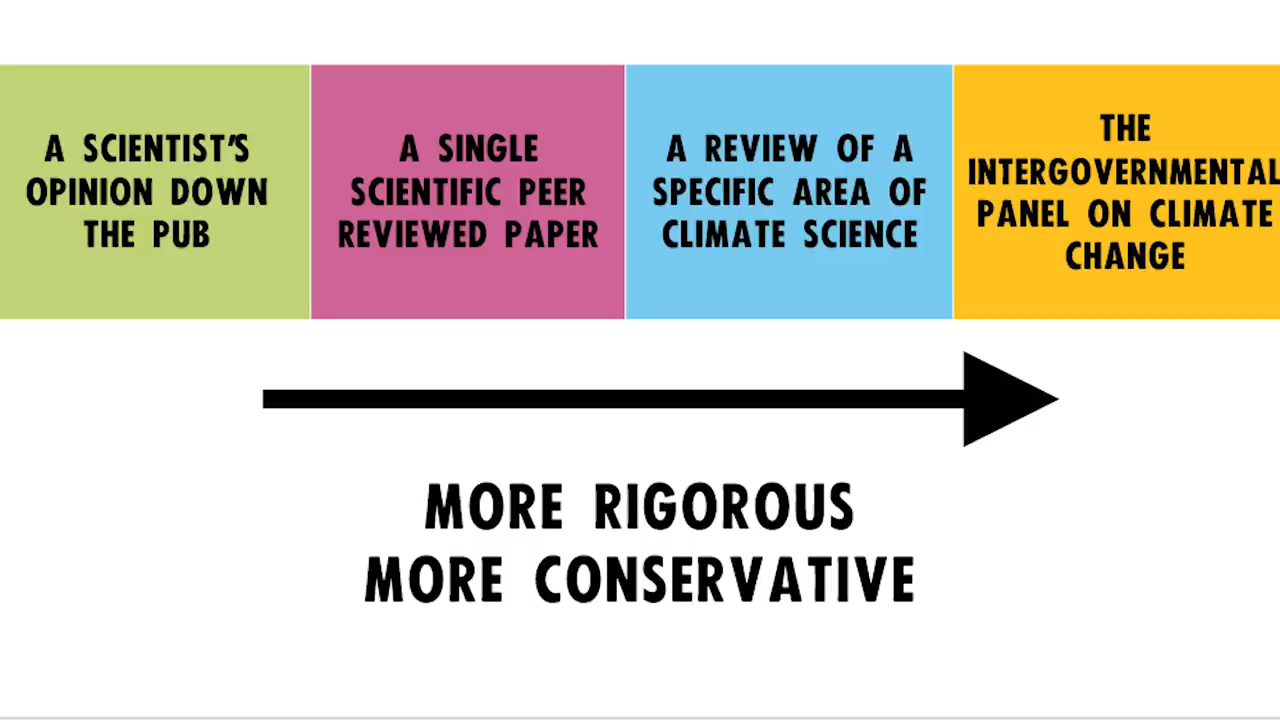 A SCIENTIST'S
OPINION DOWN
THE PUB
A SINGLE
SCIENTIFIC PEER
REVIEWED PAPER
A REVIEW OF A
SPECIFIC AREA OF
CLIMATE SCIENCE
THE
INTERGOVERNMENTAL
PANEL ON CLIMATE
CHANGE
MORE RIGOROUS
MORE CONSERVATIVE